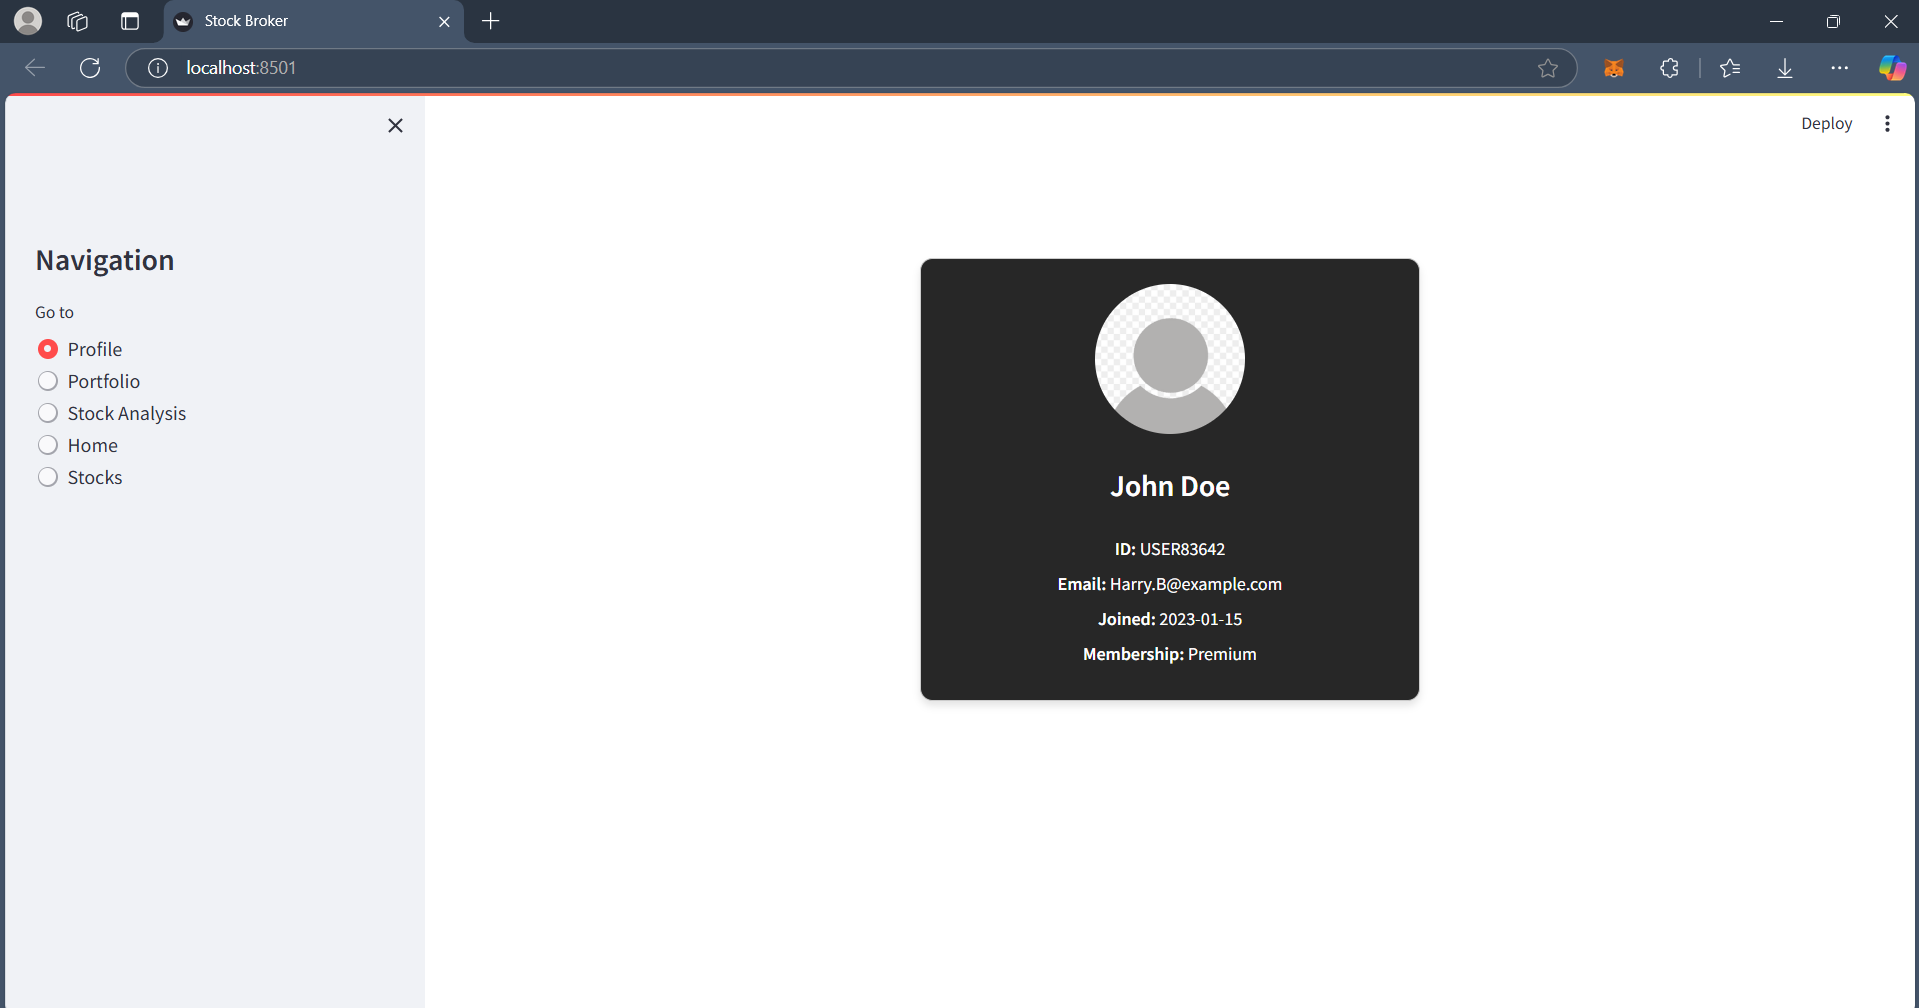 Stock Broker
localhost:8501
Deploy
Navigation
Go to
Profile
Portfolio
Stock Analysis
Home
Stocks
John Doe
ID: USER83642
Email: Harry.B@example.com
Joined: 2023-01-15
Membership: Premium